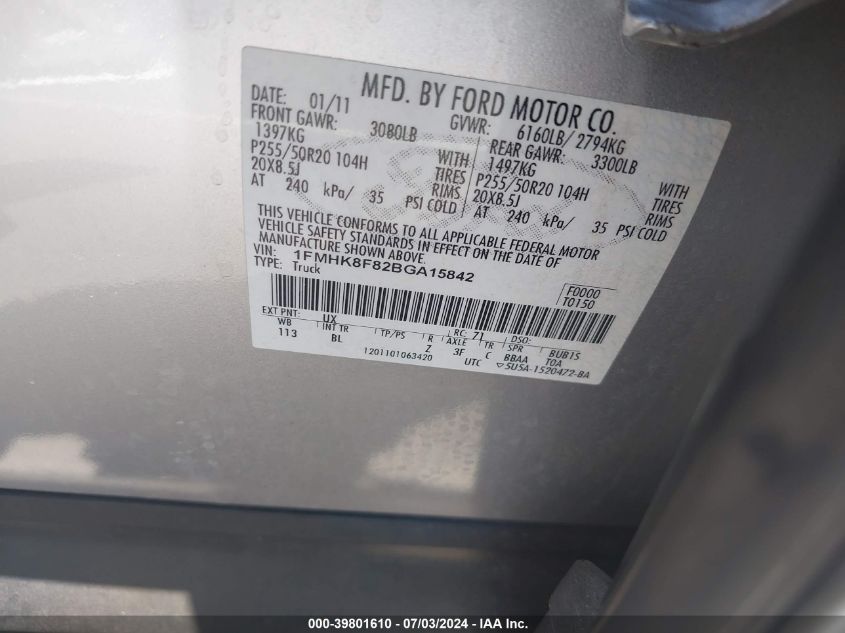 MFD. BY FORD MOTOR CO.
DATE: 01/11 GVWR: 6160LB/ 2794KG
FRONT GAWR: 3080LB REAR GAWR: 3300LB
1397KG WITH 1497KG WITH
P255/50R20 104H TIRES P255/50R20 104H TIRES
20X8.5J RIMS 20X8.5J RIMS
AT 240 kPa/ 35 PSI COLD AT 240 kPa/ 35 PSI COLD
THIS VEHICLE CONFORMS TO ALL APPLICABLE FEDERAL MOTOR
VEHICLE SAFETY STANDARDS IN EFFECT ON THE DATE OF
MANUFACTURE SHOWN ABOVE.
VIN: 1FMHK8F82BGA15842
TYPE: Truck
F0000
T0150
EXT PNT: UX RC: 71 DSO:
WB INT TR TP/PS R AXLE TR SPR BUB1S
113 BL Z 3F C BBAA TOA
1201101063420 UTC ▽5U5A-1520472-BA
000-39801610 - 07/03/2024 - IAAI.COM